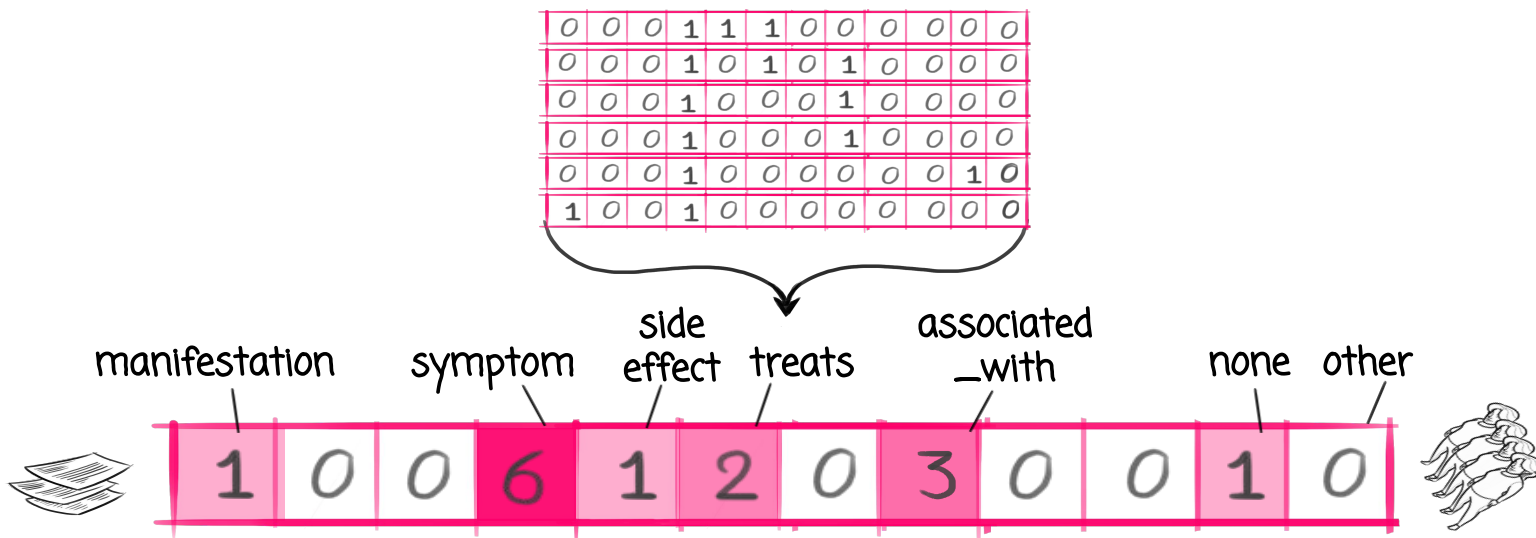 0 0 0 1 1 1 0 0 0 0 0 0
0 0 0 1 0 1 0 1 0 0 0 0
0 0 0 1 0 0 0 1 0 0 0 0
0 0 0 1 0 0 0 1 0 0 0 0
0 0 0 1 0 0 0 0 0 0 1 0
1 0 0 1 0 0 0 0 0 0 0 0
manifestation
symptom
side
effect
treats
associated
_with
none
other
1 0 0 6 1 2 0 3 0 0 1 0